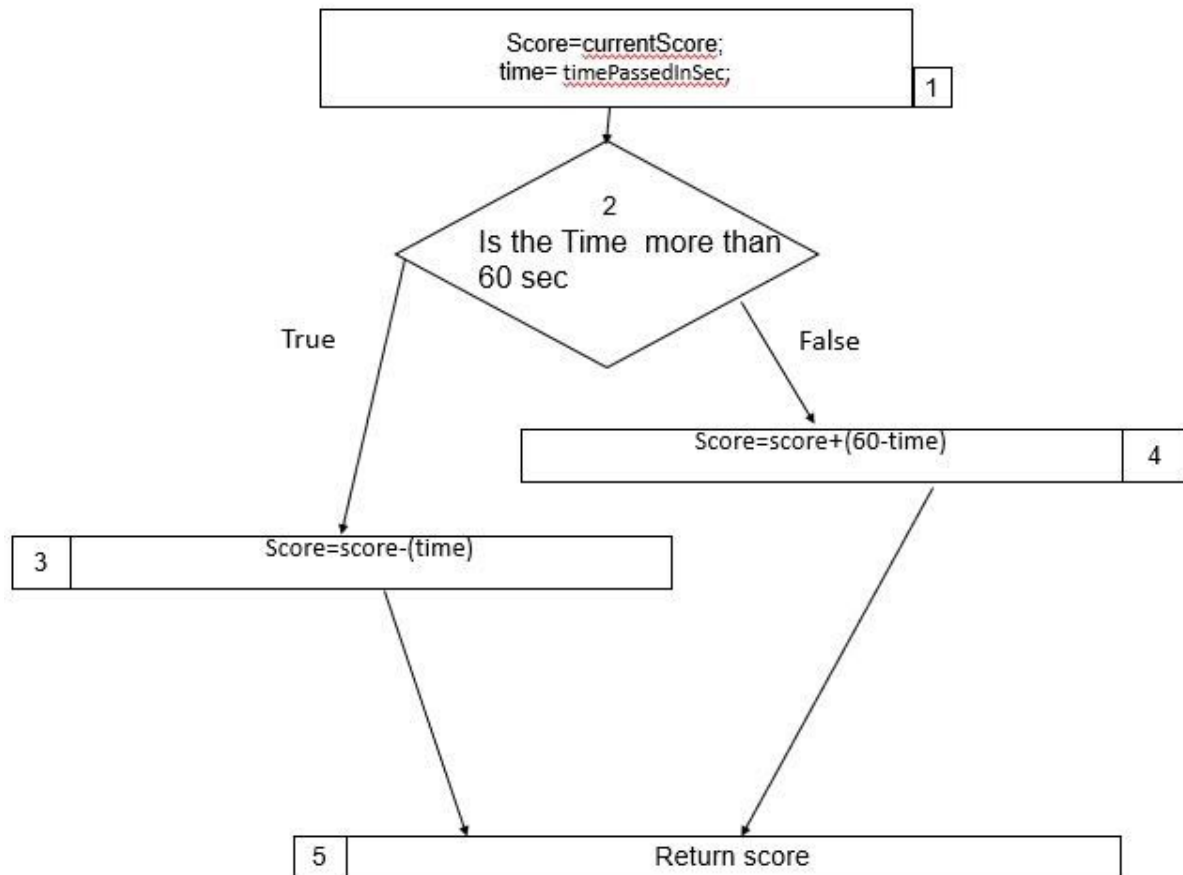 Score=currentScore;
time= timePassedInSec;
1
2
Is the Time  more than
60 sec
True
False
Score=score+(60-time)
4
3
Score=score-(time)
5
Return score